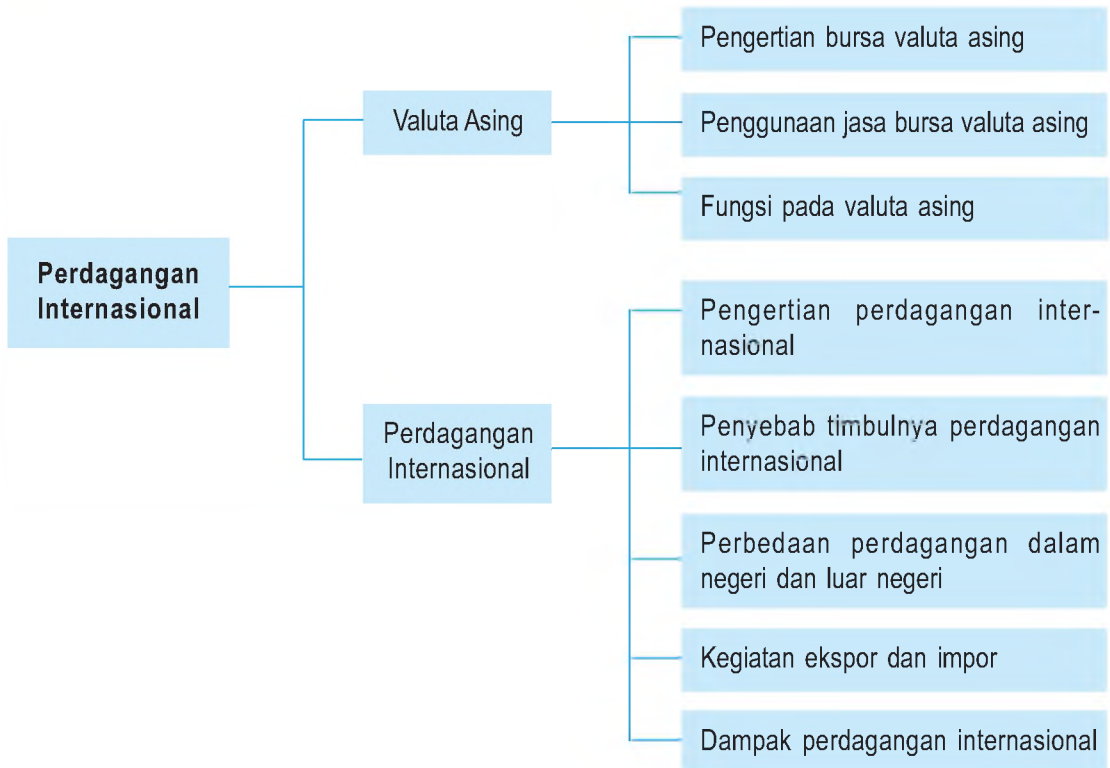 Perdagangan
Internasional
Valuta Asing
Pengertian bursa valuta asing
Penggunaan jasa bursa valuta asing
Fungsi pada valuta asing
Perdagangan
Internasional
Pengertian perdagangan inter-
nasional
Penyebab timbulnya perdagangan
internasional
Perbedaan perdagangan dalam
negeri dan luar negeri
Kegiatan ekspor dan impor
Dampak perdagangan internasional